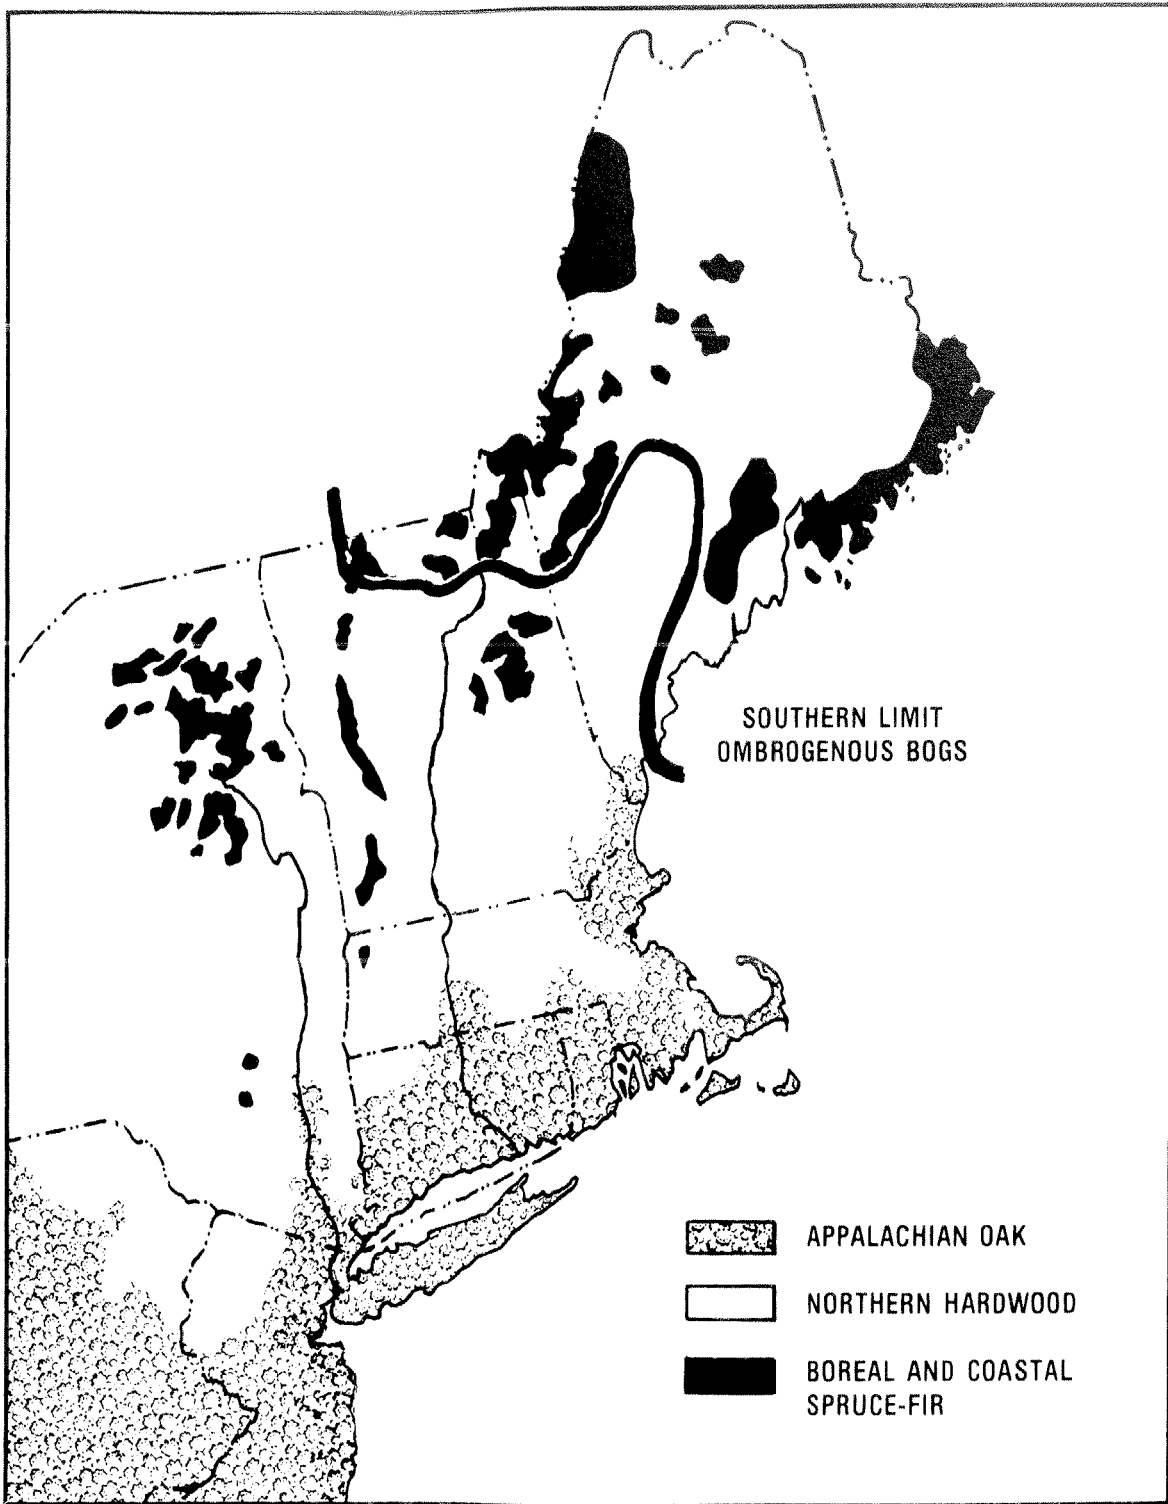 SOUTHERN LIMIT
OMBROGENOUS BOGS
APPALACHIAN OAK
NORTHERN HARDWOOD
BOREAL AND COASTAL
SPRUCE-FIR